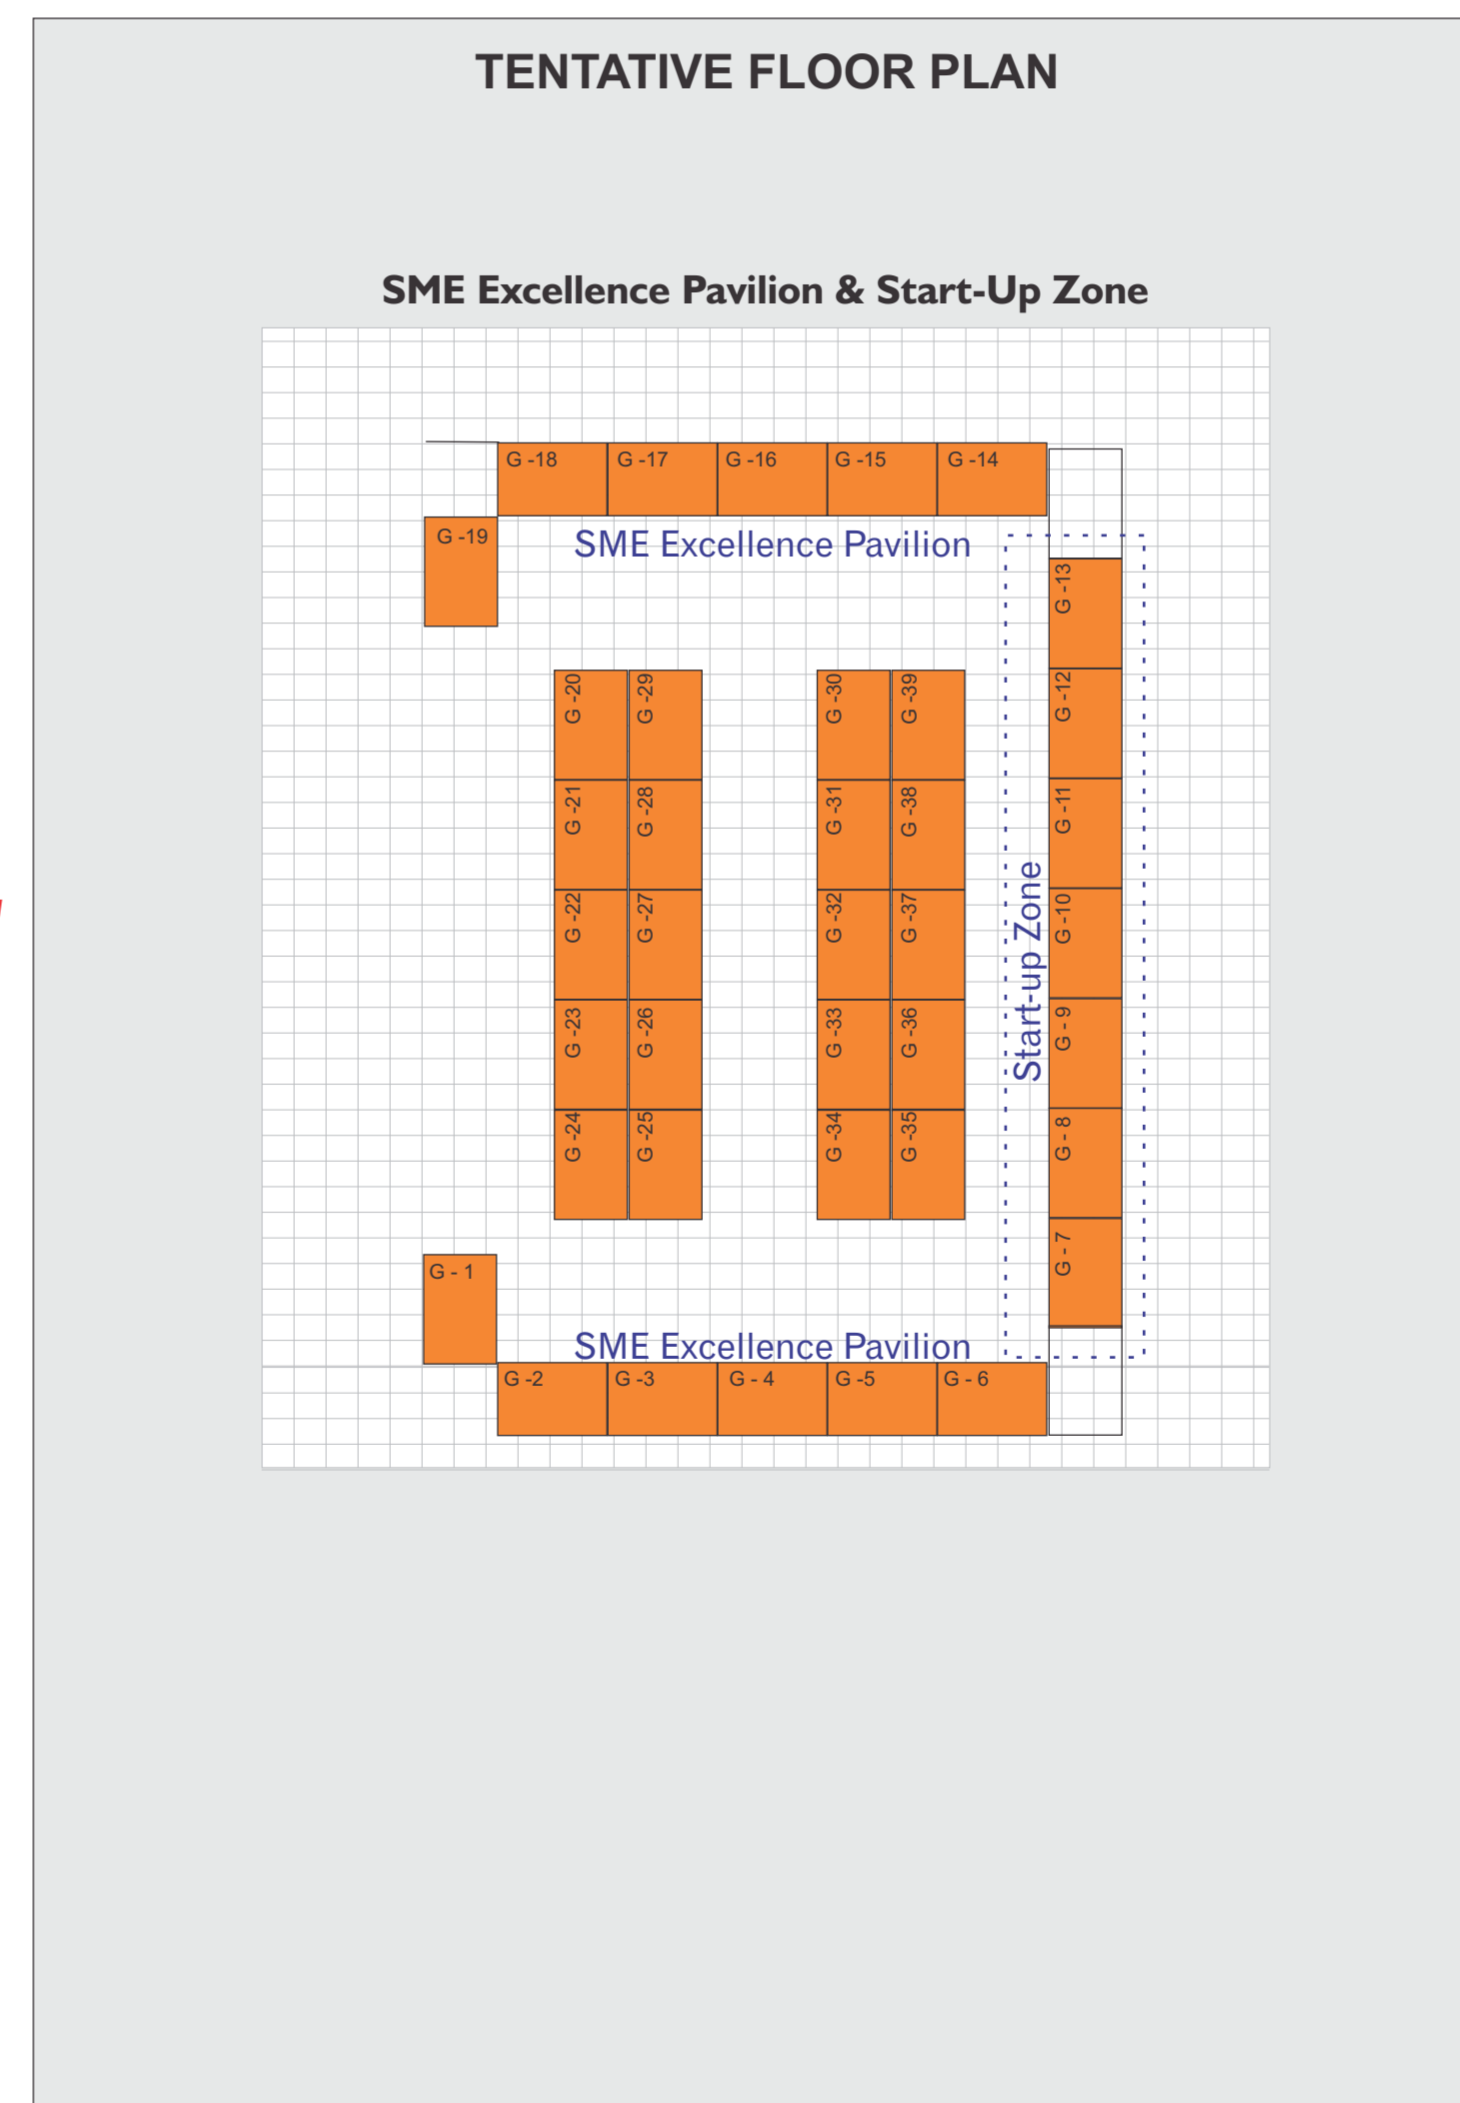 TENTATIVE FLOOR PLAN
SME Excellence Pavilion & Start-Up Zone
G -18
G -17
G -16
G -15
G -14
G -19
SME Excellence Pavilion
G -13
G -12
G -11
G -10
G - 9
G - 8
G - 7
Start-up Zone
G -20
G -29
G -30
G -39
G -21
G -28
G -31
G -38
G -22
G -27
G -32
G -37
G -23
G -26
G -33
G -36
G -24
G -25
G -34
G -35
G - 1
SME Excellence Pavilion
G -2
G -3
G - 4
G -5
G - 6